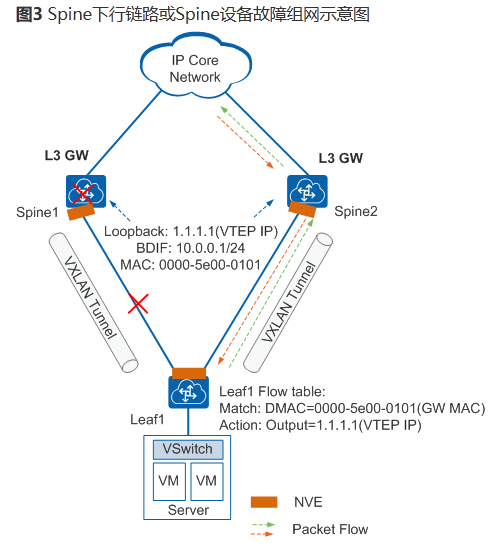 图3 Spine下行链路或Spine设备故障组网示意图
IP Core
Network
L3 GW
L3 GW
Spine1
Spine2
Loopback: 1.1.1.1(VTEP IP)
BDIF: 10.0.0.1/24
MAC: 0000-5e00-0101
VXLAN Tunnel
VXLAN Tunnel
Leaf1
Leaf1 Flow table:
Match: DMAC=0000-5e00-0101(GW MAC)
Action: Output=1.1.1.1(VTEP IP)
VSwitch
VM
VM
Server
NVE
Packet Flow